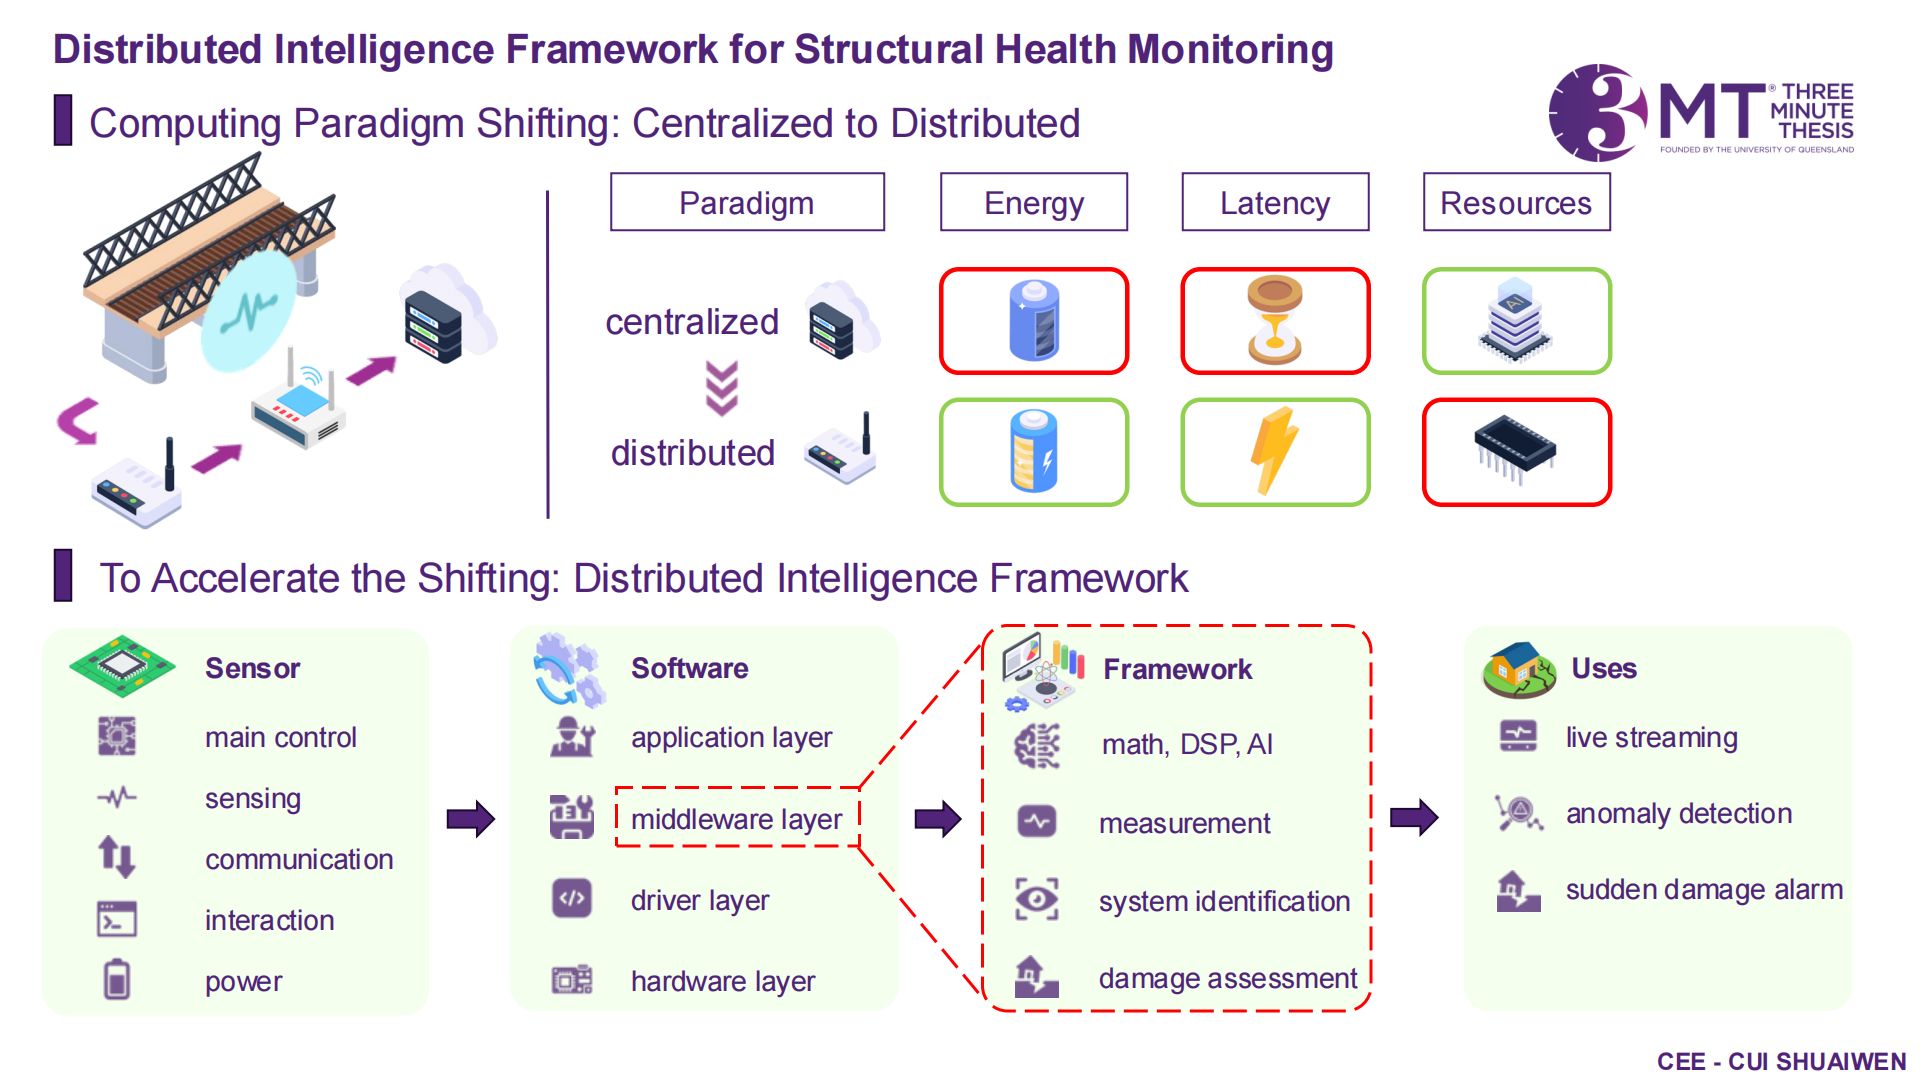 Distributed Intelligence Framework for Structural Health Monitoring
Computing Paradigm Shifting: Centralized to Distributed
3MT® THREE
MINUTE
THESIS
FOUNDED BY THE UNIVERSITY OF QUEENSLAND
Paradigm
Energy
Latency
Resources
centralized
AI
distributed
To Accelerate the Shifting: Distributed Intelligence Framework
Sensor
main control
sensing
communication
interaction
power
Software
application layer
middleware layer
driver layer
hardware layer
Framework
math, DSP, AI
measurement
system identification
damage assessment
Uses
live streaming
anomaly detection
sudden damage alarm
CEE - CUI SHUAIWEN